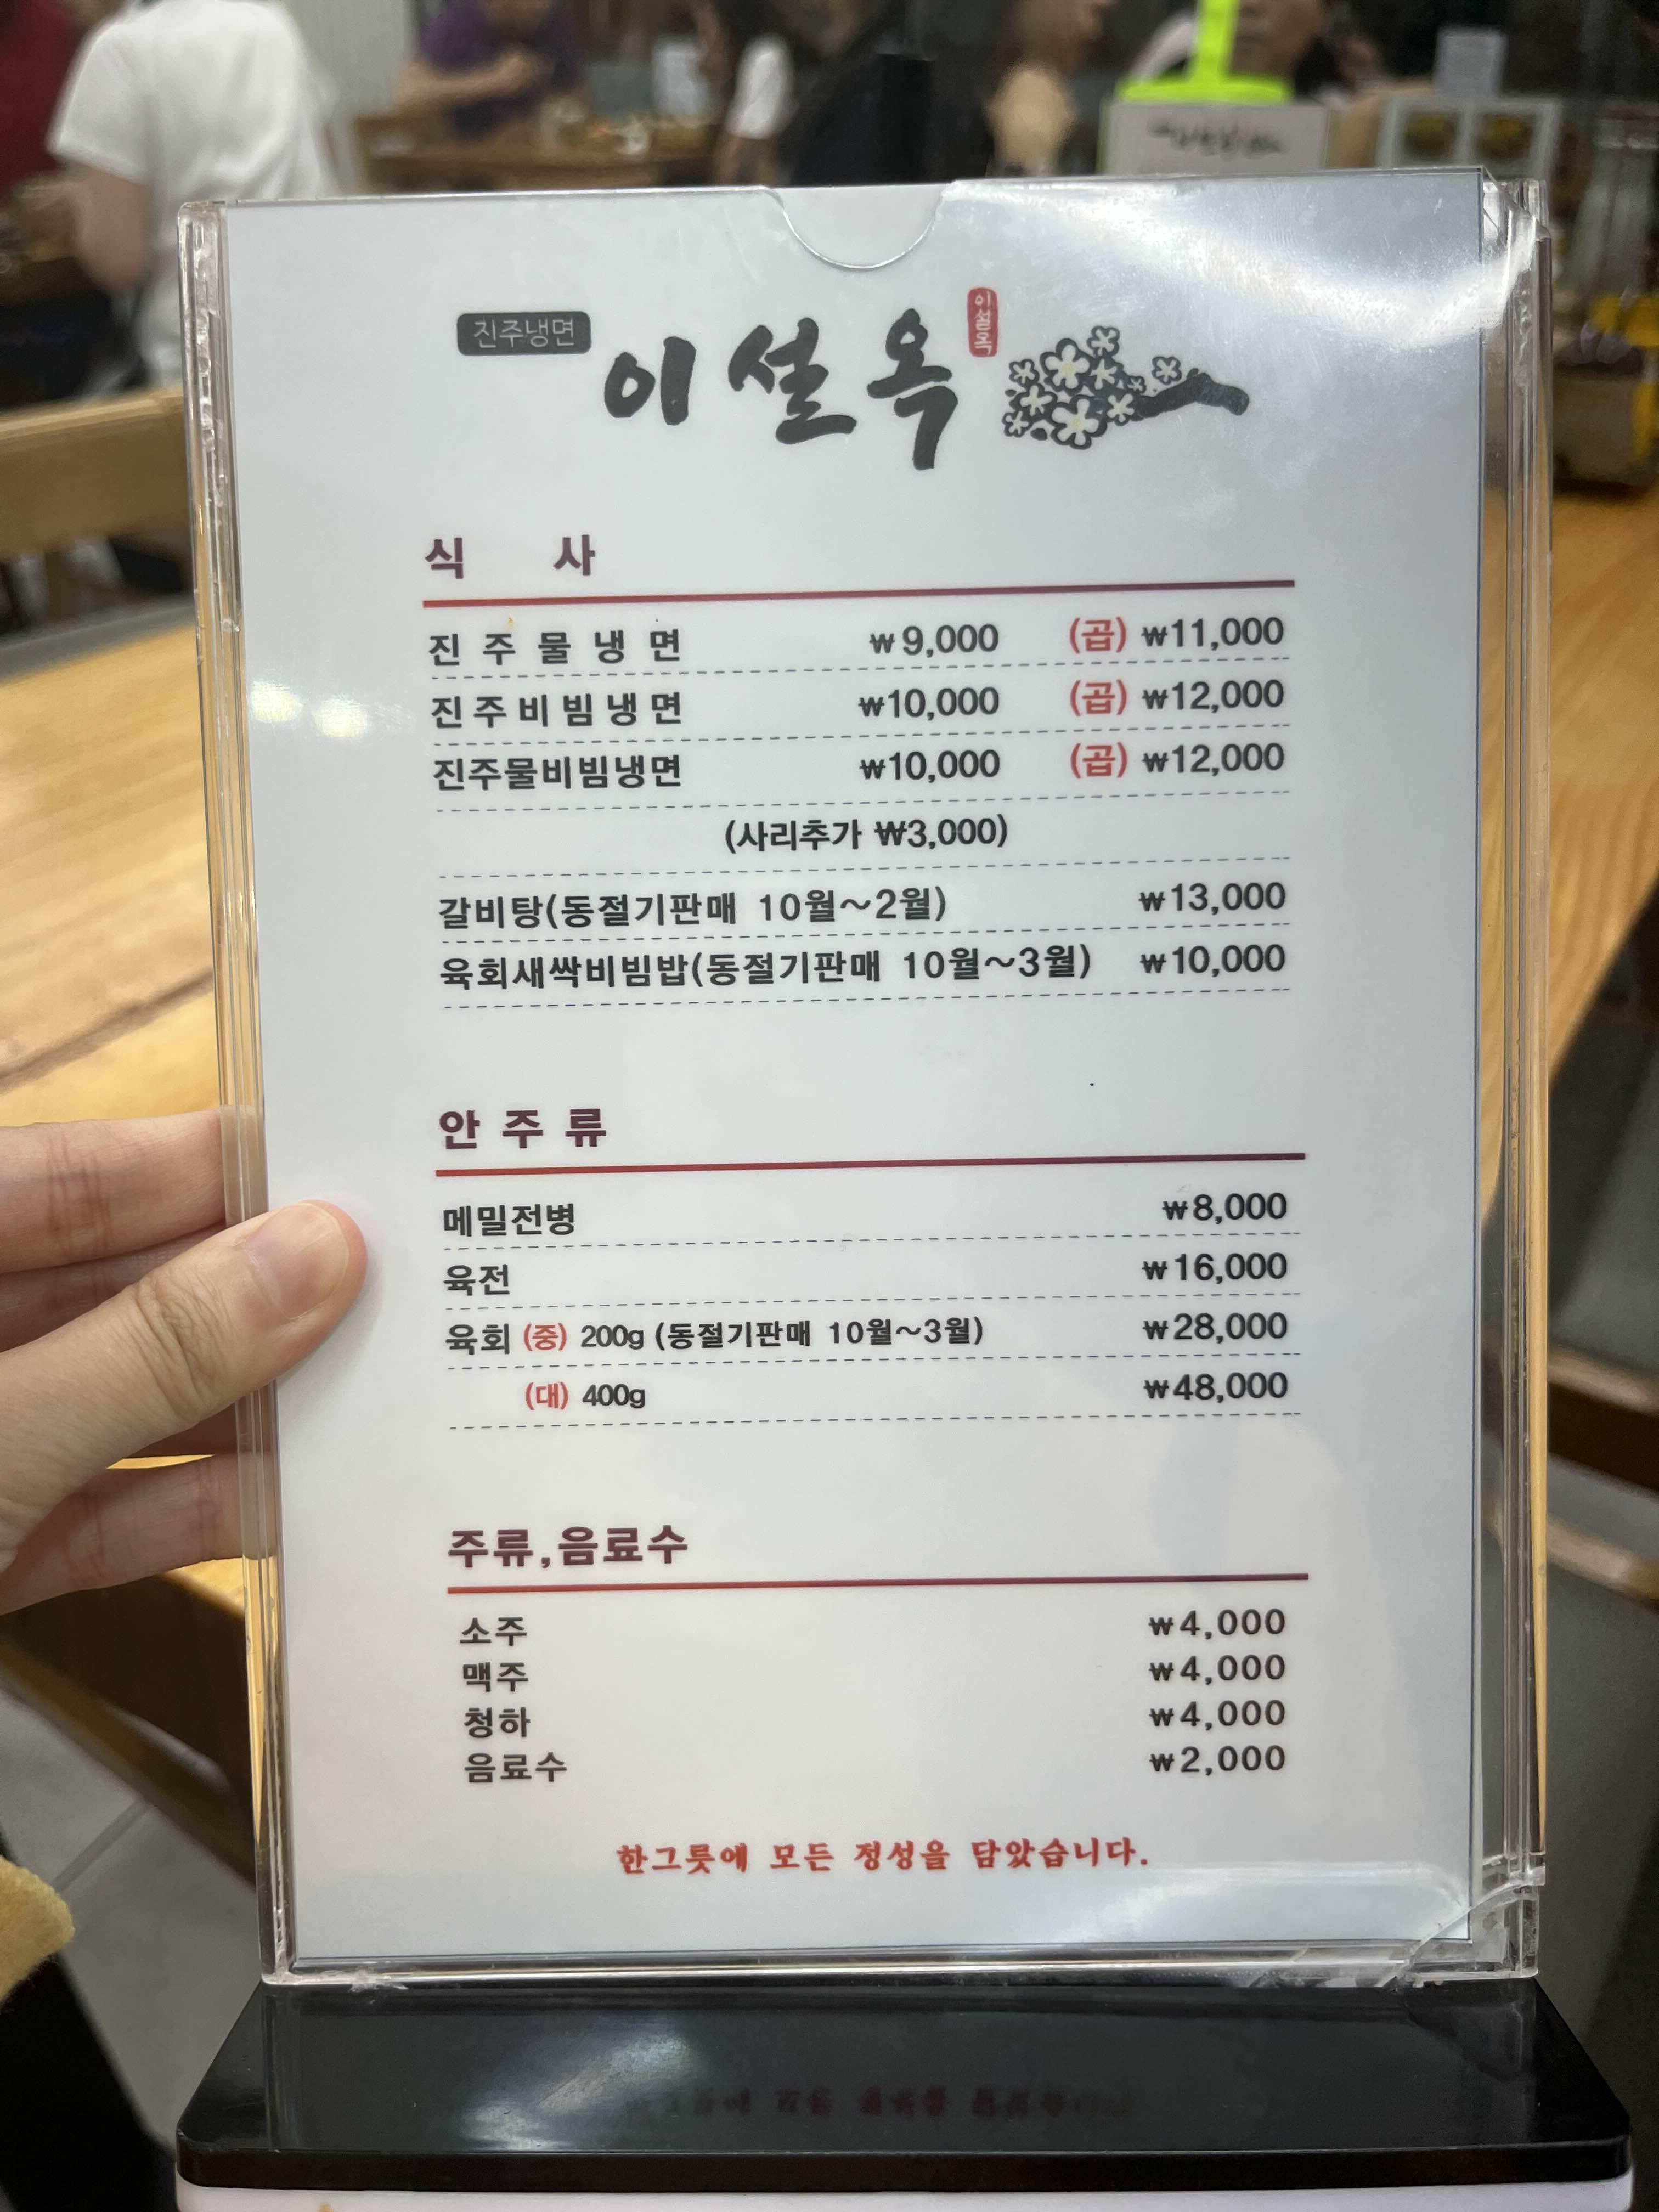 진주냉면
이설옥
이설옥
식 사
진주물냉면 ₩9,000 (곱) ₩11,000
진주비빔냉면 ₩10,000 (곱) ₩12,000
진주물비빔냉면 ₩10,000 (곱) ₩12,000
(사리추가 ₩3,000)
갈비탕(동절기판매 10월~2월) ₩13,000
육회새싹비빔밥(동절기판매 10월~3월) ₩10,000
안주류
메밀전병 ₩8,000
육전 ₩16,000
육회 (중) 200g (동절기판매 10월~3월) ₩28,000
(대) 400g ₩48,000
주류,음료수
소주 ₩4,000
맥주 ₩4,000
청하 ₩4,000
음료수 ₩2,000
한그릇에 모든 정성을 담았습니다.